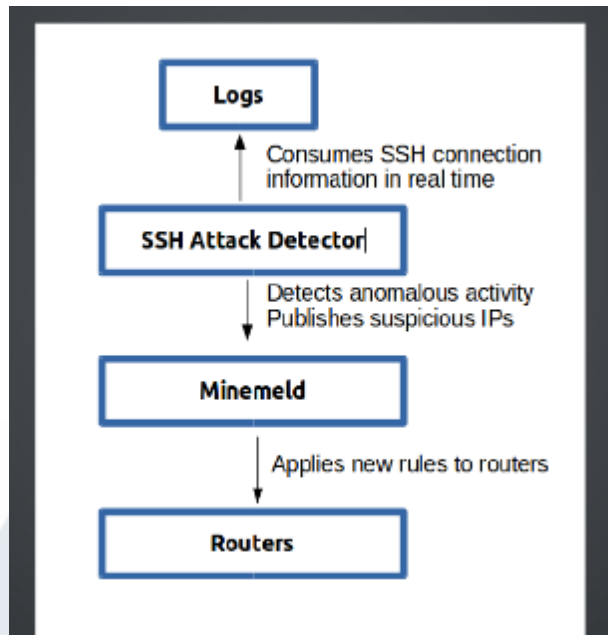 Logs
Consumes SSH connection
information in real time
SSH Attack Detector
Detects anomalous activity
Publishes suspicious IPs
Minemeld
Applies new rules to routers
Routers